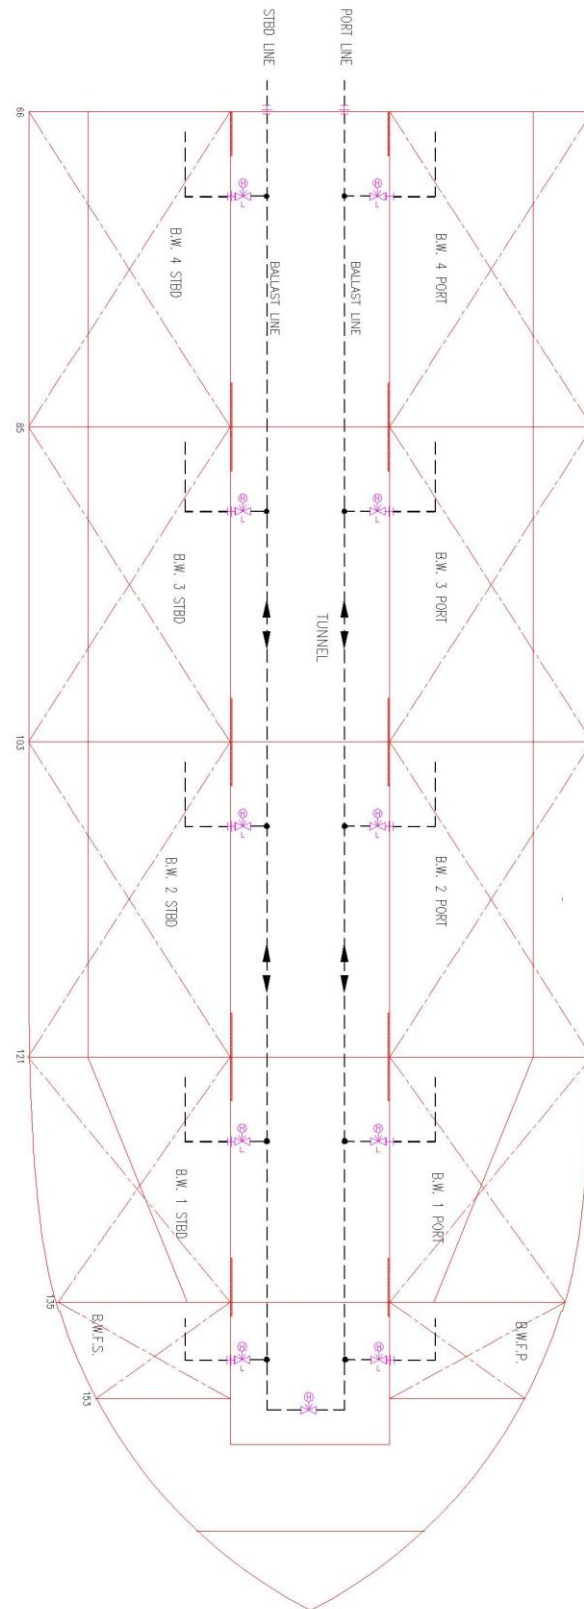 STBD LINE
PORT LINE
66
H
L
H
L
B.W. 4 STBD
BALLAST LINE
BALLAST LINE
B.W. 4 PORT
85
H
L
H
L
B.W. 3 STBD
TUNNEL
B.W. 3 PORT
103
H
L
H
L
B.W. 2 STBD
B.W. 2 PORT
121
H
L
H
L
B.W. 1 STBD
B.W. 1 PORT
135
B.W.F.S.
B.W.F.P.
H
L
H
L
153
H